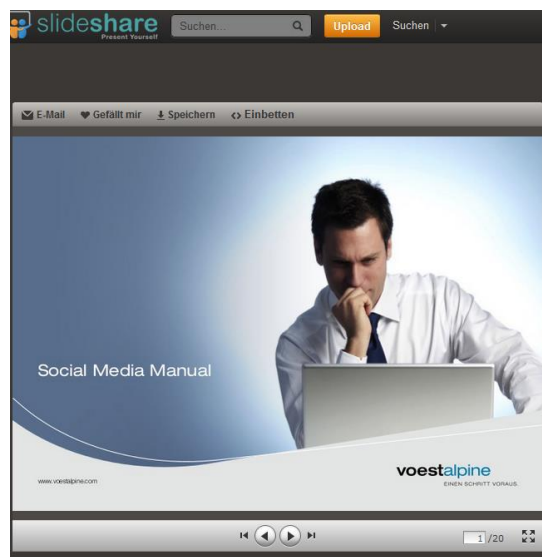 slideshare
Present Yourself
Suchen...
Upload
Suchen
E-Mail
Gefällt mir
Speichern
Einbetten
Social Media Manual
www.voestalpine.com
voestalpine
EINEN SCHRITT VORAUS.
1 /20